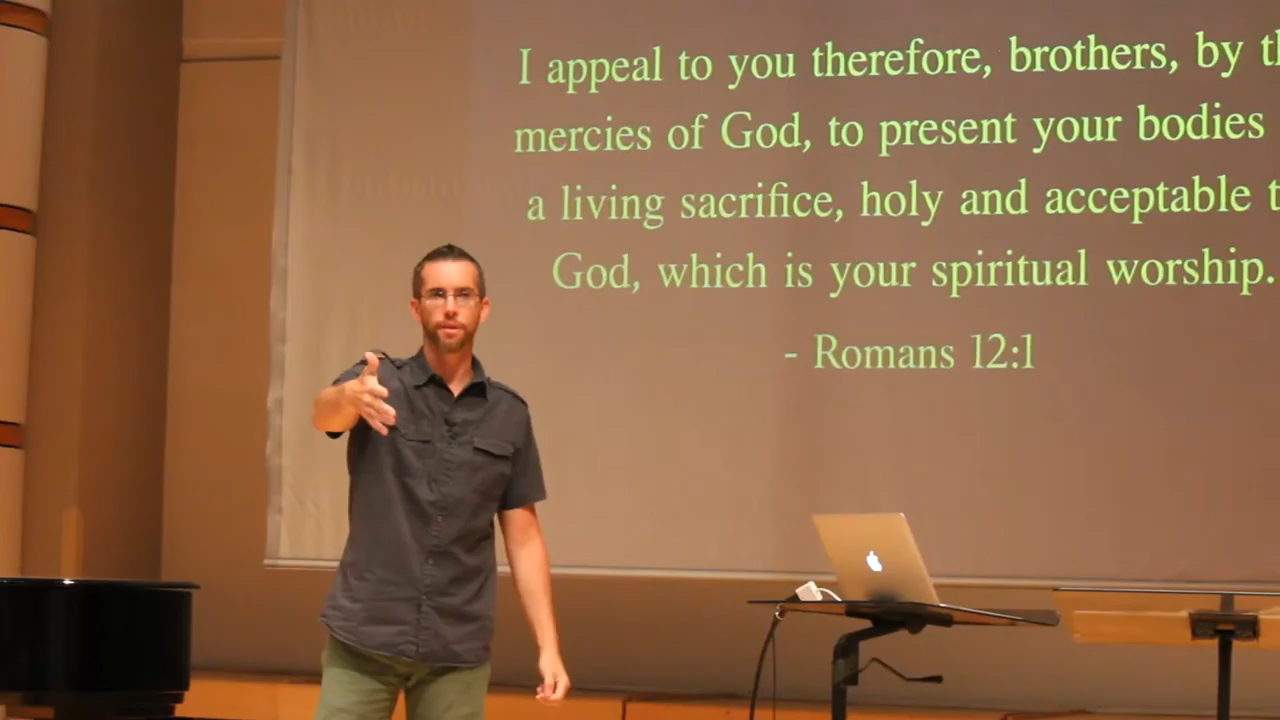 I appeal to you therefore, brothers, by th
mercies of God, to present your bodies
a living sacrifice, holy and acceptable t
God, which is your spiritual worship.
- Romans 12:1